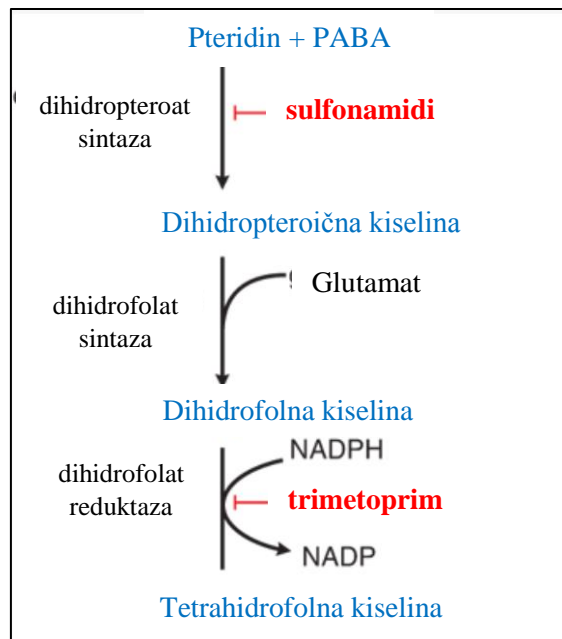 Pteridin + PABA
dihidropteroat
sintaza
sulfonamidi
Dihidropteroična kiselina
Glutamat
dihidrofolat
sintaza
Dihidrofolna kiselina
NADPH
dihidrofolat
reduktaza
trimetoprim
NADP
Tetrahidrofolna kiselina